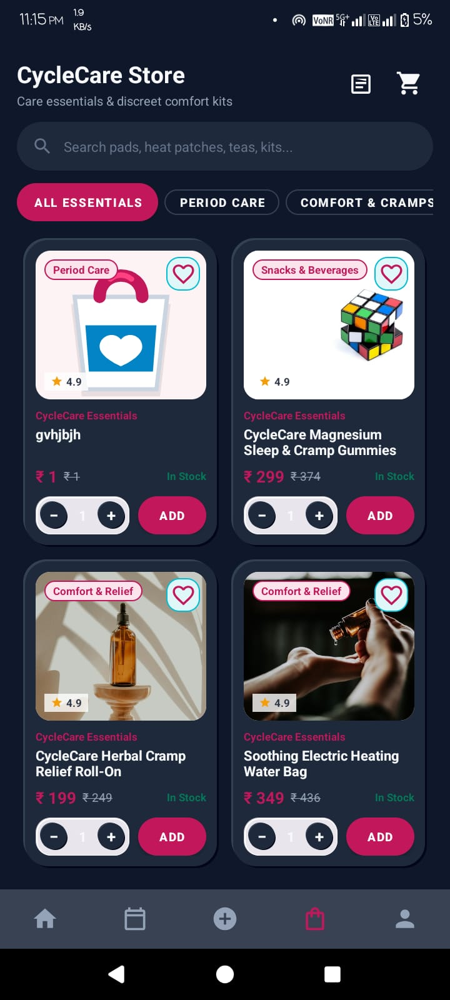 11:15 PM 1.9 KB/s VoNR 5G+ Vo LTE 5%
CycleCare Store
Care essentials & discreet comfort kits
Search pads, heat patches, teas, kits...
ALL ESSENTIALS PERIOD CARE COMFORT & CRAMPS
Period Care
4.9
CycleCare Essentials
gvhjbjh
₹ 1 ₹ 1 In Stock
− 1 + ADD
Snacks & Beverages
4.9
CycleCare Essentials
CycleCare Magnesium
Sleep & Cramp Gummies
₹ 299 ₹ 374 In Stock
− 1 + ADD
Comfort & Relief
4.9
CycleCare Essentials
CycleCare Herbal Cramp
Relief Roll-On
₹ 199 ₹ 249 In Stock
− 1 + ADD
Comfort & Relief
4.9
CycleCare Essentials
Soothing Electric Heating
Water Bag
₹ 349 ₹ 436 In Stock
− 1 + ADD